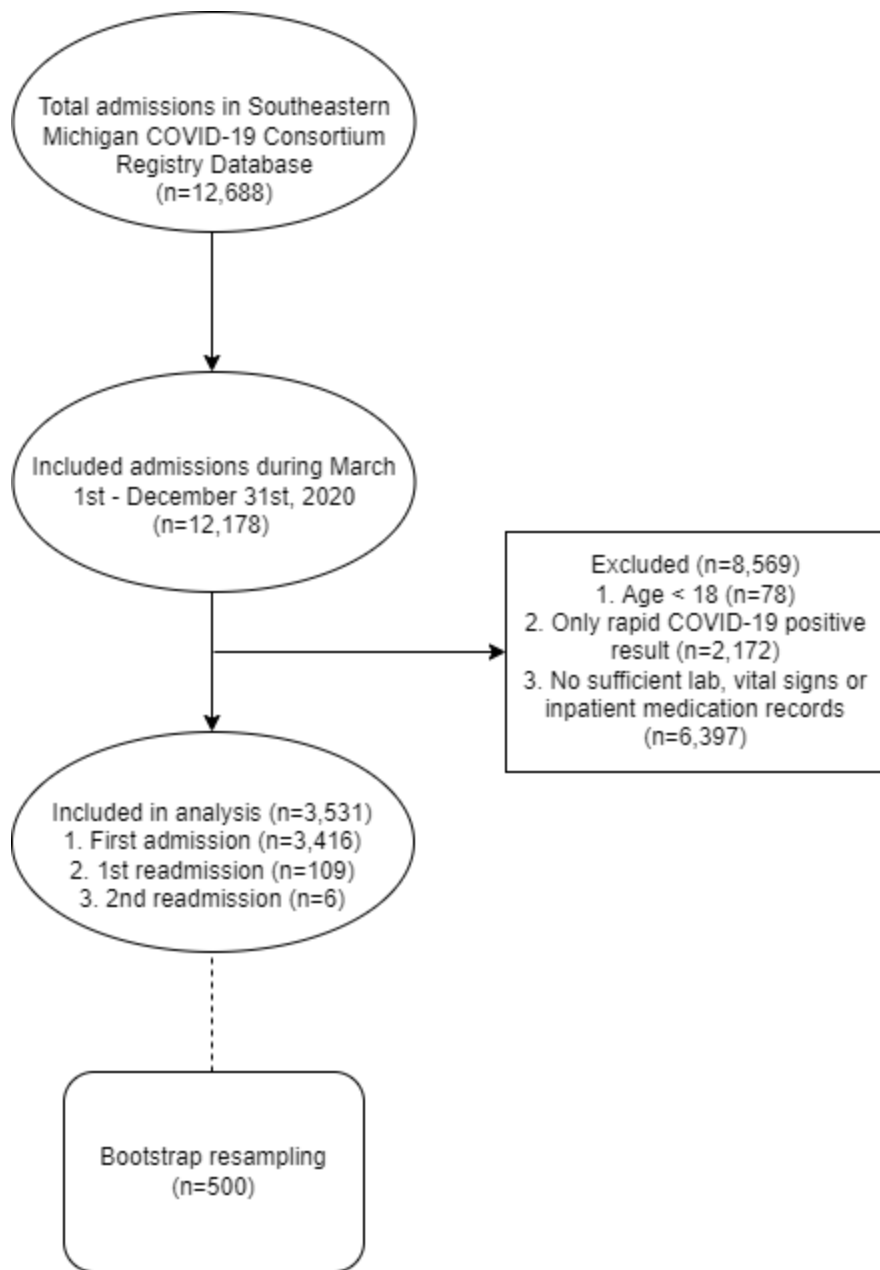 Total admissions in Southeastern
Michigan COVID-19 Consortium
Registry Database
(n=12,688)
Included admissions during March
1st - December 31st, 2020
(n=12,178)
Excluded (n=8,569)
1. Age < 18 (n=78)
2. Only rapid COVID-19 positive
result (n=2,172)
3. No sufficient lab, vital signs or
inpatient medication records
(n=6,397)
Included in analysis (n=3,531)
1. First admission (n=3,416)
2. 1st readmission (n=109)
3. 2nd readmission (n=6)
Bootstrap resampling
(n=500)